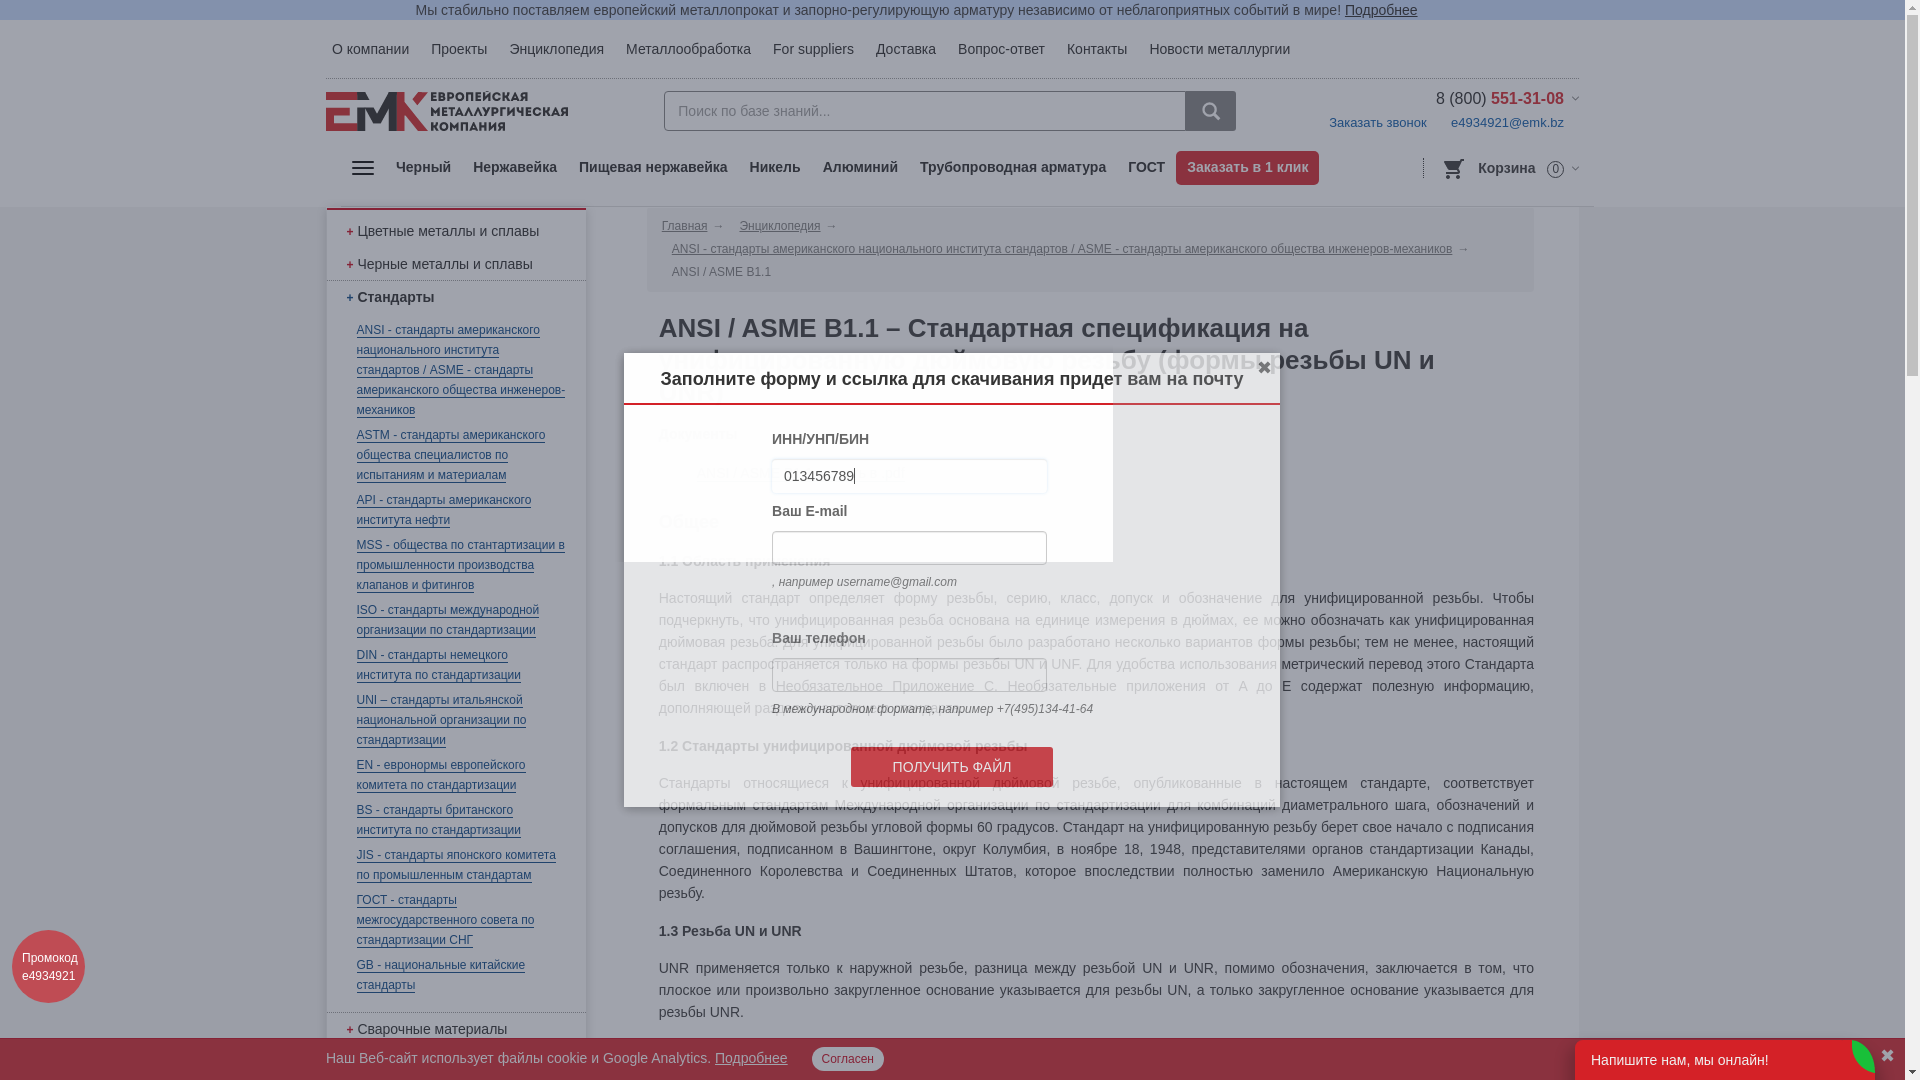 Мы стабильно поставляем европейский металлопрокат и запорно-регулирующую арматуру независимо от неблагоприятных событий в мире! Подробнее
О компании Проекты Энциклопедия Металлообработка For suppliers Доставка Вопрос-ответ Контакты Новости металлургии
EMK ЕВРОПЕЙСКАЯ
МЕТАЛЛУРГИЧЕСКАЯ
КОМПАНИЯ
Поиск по базе знаний...
8 (800) 551-31-08
Заказать звонок e4934921@emk.bz
Черный Нержавейка Пищевая нержавейка Никель Алюминий Трубопроводная арматура ГОСТ Заказать в 1 клик
Корзина 0
+ Цветные металлы и сплавы
+ Черные металлы и сплавы
+ Стандарты
ANSI - стандарты американского
национального института
стандартов / ASME - стандарты
американского общества инженеров-
механиков
ASTM - стандарты американского
общества специалистов по
испытаниям и материалам
API - стандарты американского
института нефти
MSS - общества по стантартизации в
промышленности производства
клапанов и фитингов
ISO - стандарты международной
организации по стандартизации
DIN - стандарты немецкого
института по стандартизации
UNI – стандарты итальянской
национальной организации по
стандартизации
EN - евронормы европейского
комитета по стандартизации
BS - стандарты британского
института по стандартизации
JIS - стандарты японского комитета
по промышленным стандартам
ГОСТ - стандарты
межгосударственного совета по
стандартизации СНГ
GB - национальные китайские
стандарты
+ Сварочные материалы
Главная → Энциклопедия →
ANSI - стандарты американского национального института стандартов / ASME - стандарты американского общества инженеров-механиков →
ANSI / ASME B1.1
ANSI / ASME B1.1 – Стандартная спецификация на
(формы резьбы UN и
Заполните форму и ссылка для скачивания придет вам на почту
ИНН/УНП/БИН
013456789
Ваш E-mail
, например username@gmail.com
Ваш телефон
В международном формате, например +7(495)134-41-64
ПОЛУЧИТЬ ФАЙЛ
1.1 Область применения
Настоящий стандарт определяет форму резьбы, серию, класс, допуск и обозначение для унифицированной резьбы. Чтобы
подчеркнуть, что унифицированная резьба основана на единице измерения в дюймах, ее можно обозначать как унифицированная
дюймовая резьба. Для унифицированной резьбы было разработано несколько вариантов формы резьбы; тем не менее, настоящий
стандарт распространяется только на формы резьбы UN и UNF. Для удобства использования метрический перевод этого Стандарта
был включен в Необязательное Приложение С. Необязательные приложения от А до Е содержат полезную информацию,
дополняющей
1.2 Стандарты унифицированной дюймовой резьбы
Стандарты относящиеся к унифицированной дюймовой резьбе, опубликованные в настоящем стандарте, соответствует
формальным стандартам Международной организации по стандартизации для комбинаций диаметрального шага, обозначений и
допусков для дюймовой резьбы угловой формы 60 градусов. Стандарт на унифицированную резьбу берет свое начало с подписания
соглашения, подписанном в Вашингтоне, округ Колумбия, в ноябре 18, 1948, представителями органов стандартизации Канады,
Соединенного Королевства и Соединенных Штатов, которое впоследствии полностью заменило Американскую Национальную
резьбу.
1.3 Резьба UN и UNR
UNR применяется только к наружной резьбе, разница между резьбой UN и UNR, помимо обозначения, заключается в том, что
плоское или произвольно закругленное основание указывается для резьбы UN, а только закругленное основание указывается для
резьбы UNR.
Промокод
e4934921
Наш Веб-сайт использует файлы cookie и Google Analytics. Подробнее Согласен
Напишите нам, мы онлайн!